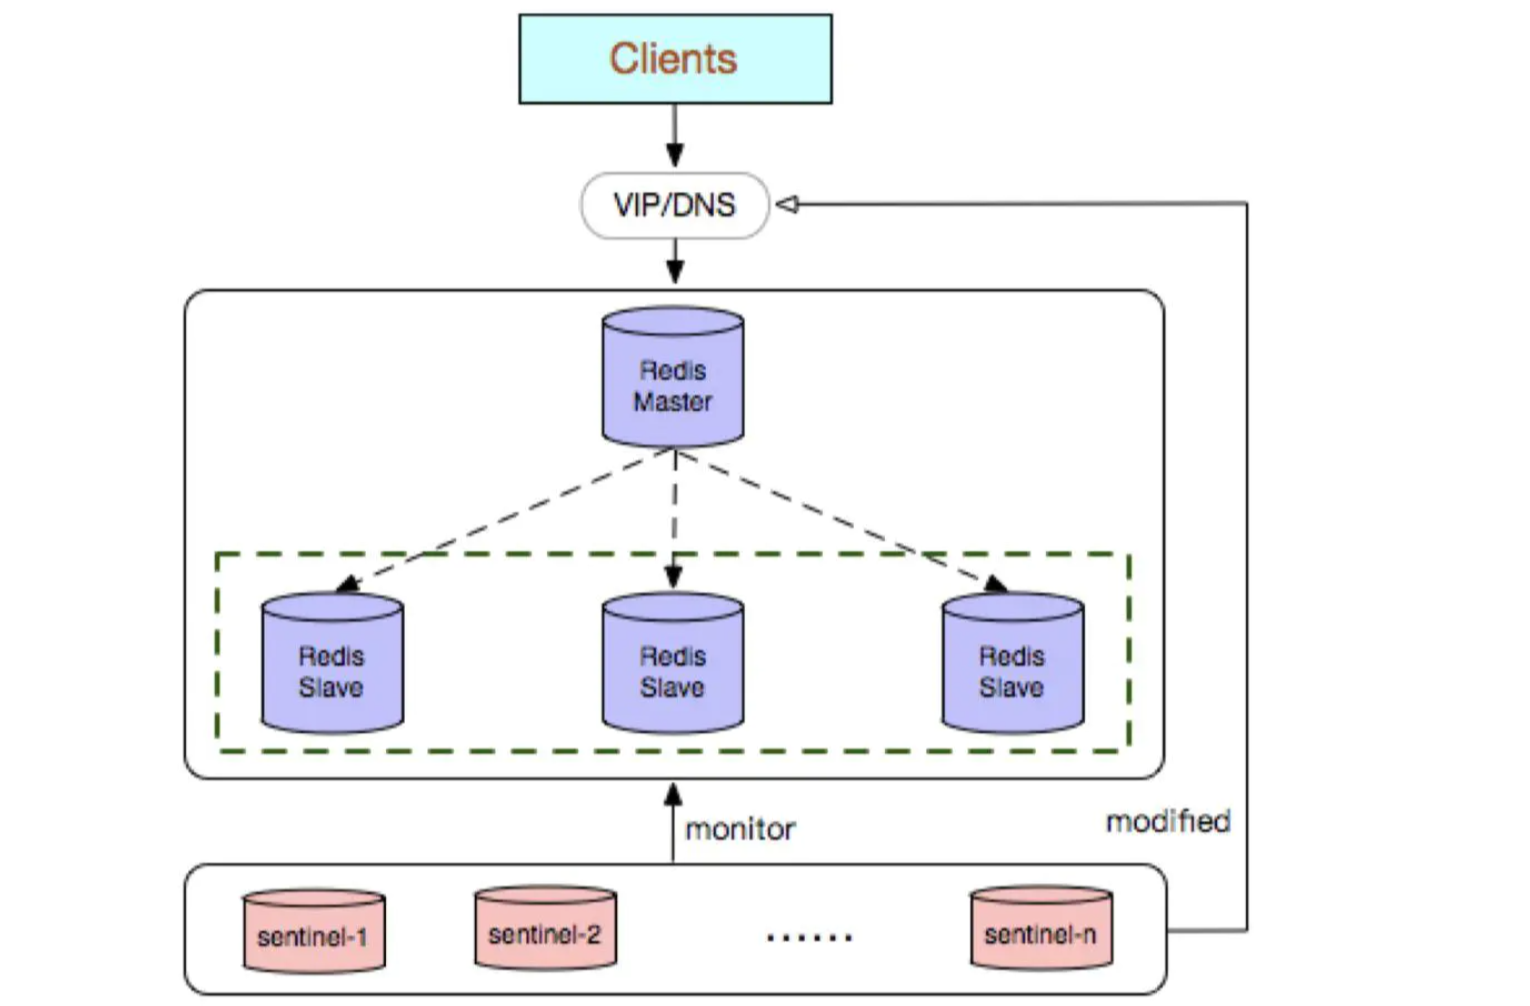 Clients
VIP/DNS
Redis
Master
Redis
Slave
Redis
Slave
Redis
Slave
monitor
modified
sentinel-1
sentinel-2
......
sentinel-n